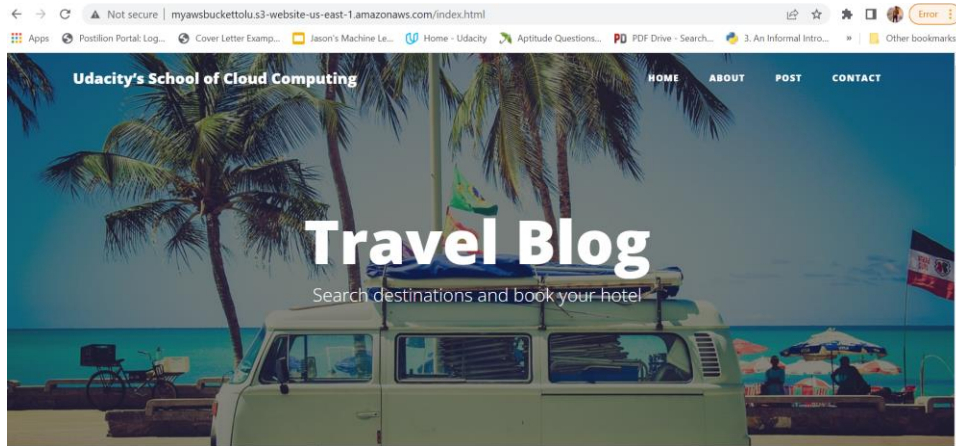 Not secure | myawsbuckettolu.s3-website-us-east-1.amazonaws.com/index.html
Error
Apps Postilion Portal: Log... Cover Letter Examp... Jason's Machine Le... Home - Udacity Aptitude Questions... PD PDF Drive - Search... 3. An Informal Intro... » Other bookmarks
Udacity's School of Cloud Computing HOME ABOUT POST CONTACT
Travel Blog
Search destinations and book your hotel